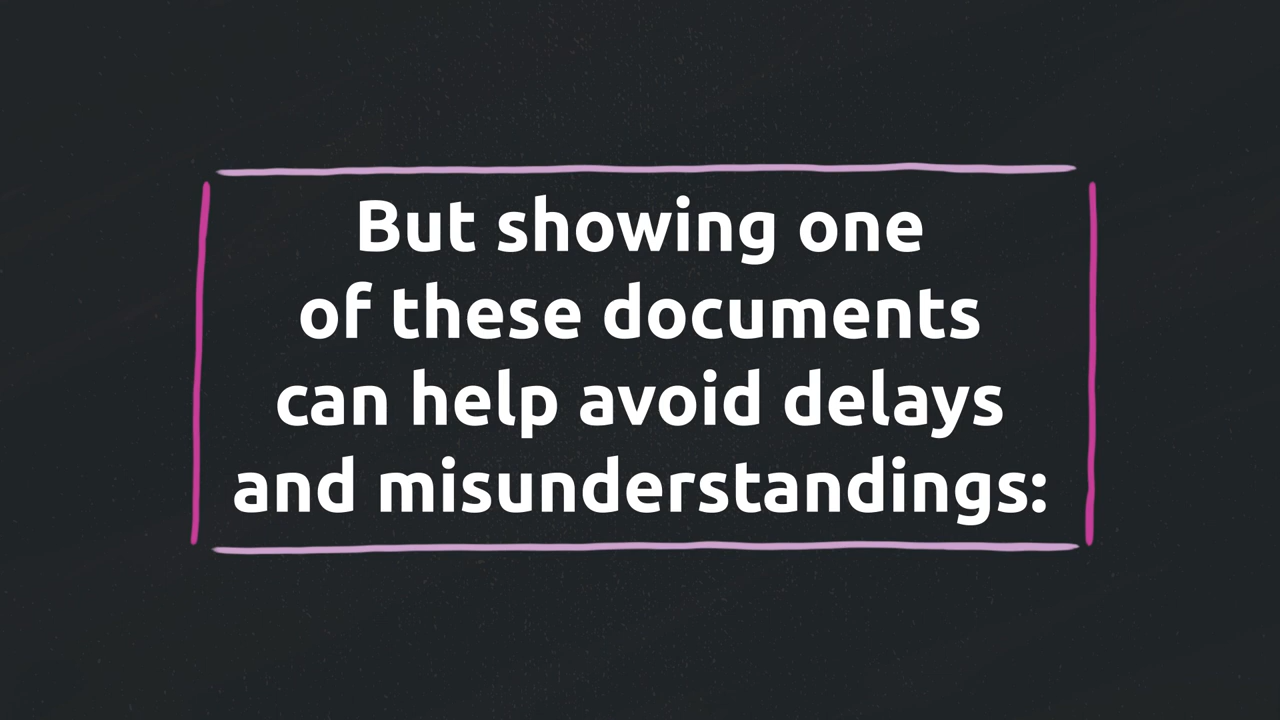 But showing one
of these documents
can help avoid delays
and misunderstandings: